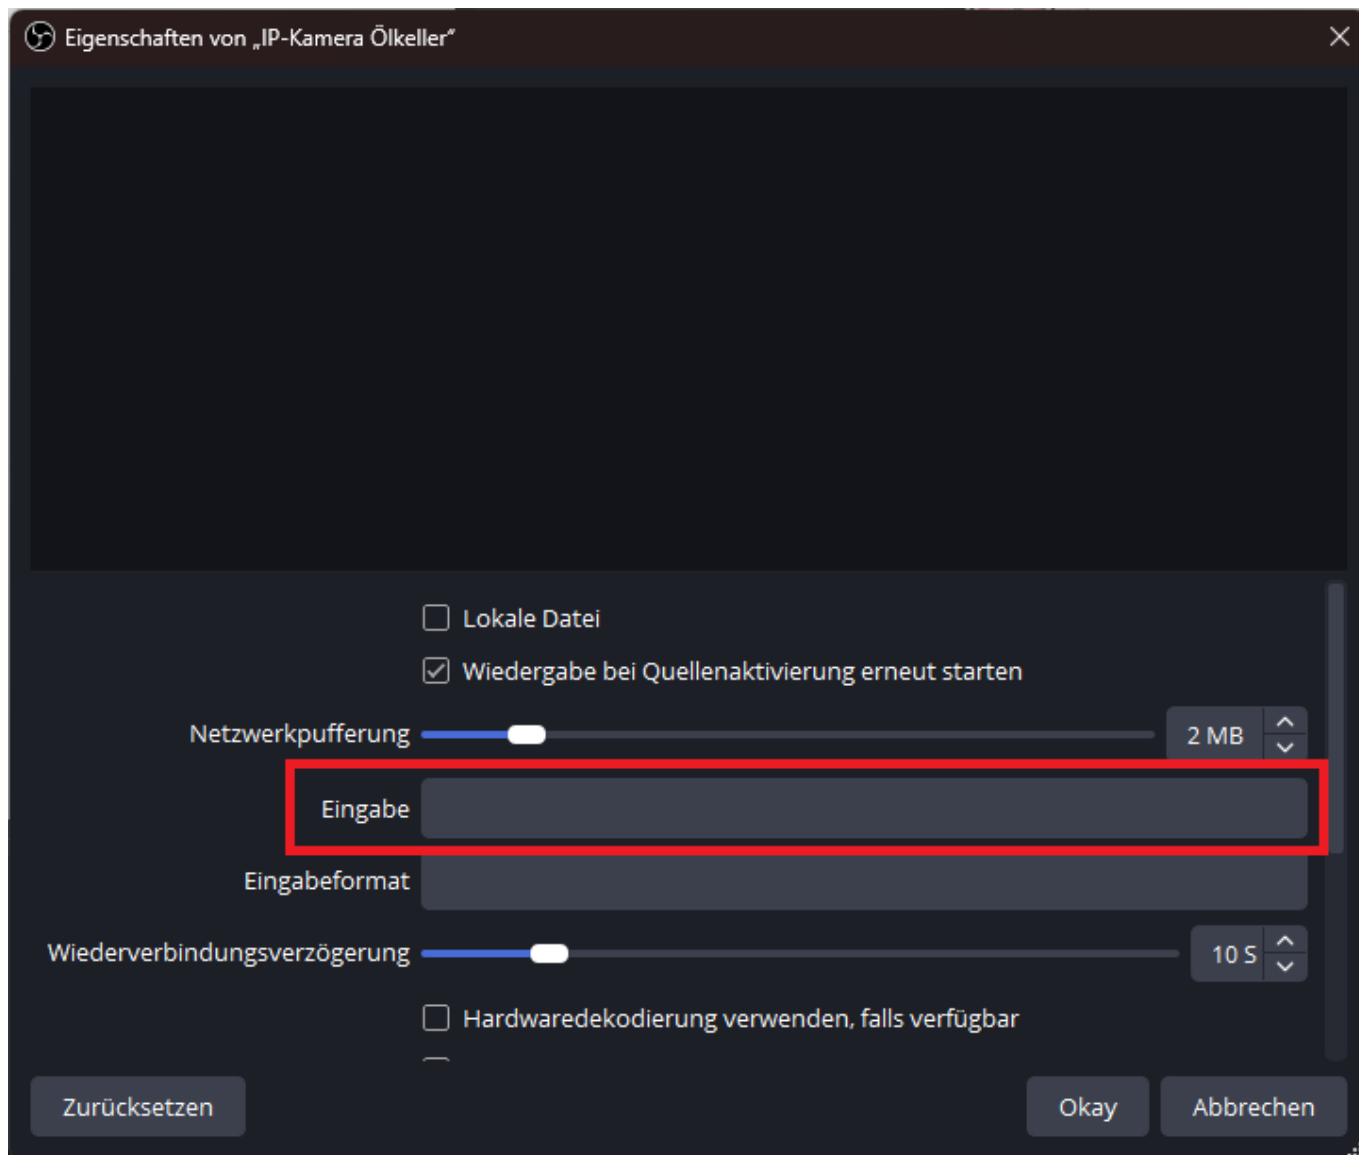 Eigenschaften von „IP-Kamera Ölkeller“
Lokale Datei
Wiedergabe bei Quellenaktivierung erneut starten
Netzwerkpufferung 2 MB
Eingabe
Eingabeformat
Wiederverbindungsverzögerung 10 S
Hardwaredekodierung verwenden, falls verfügbar
Zurücksetzen Okay Abbrechen